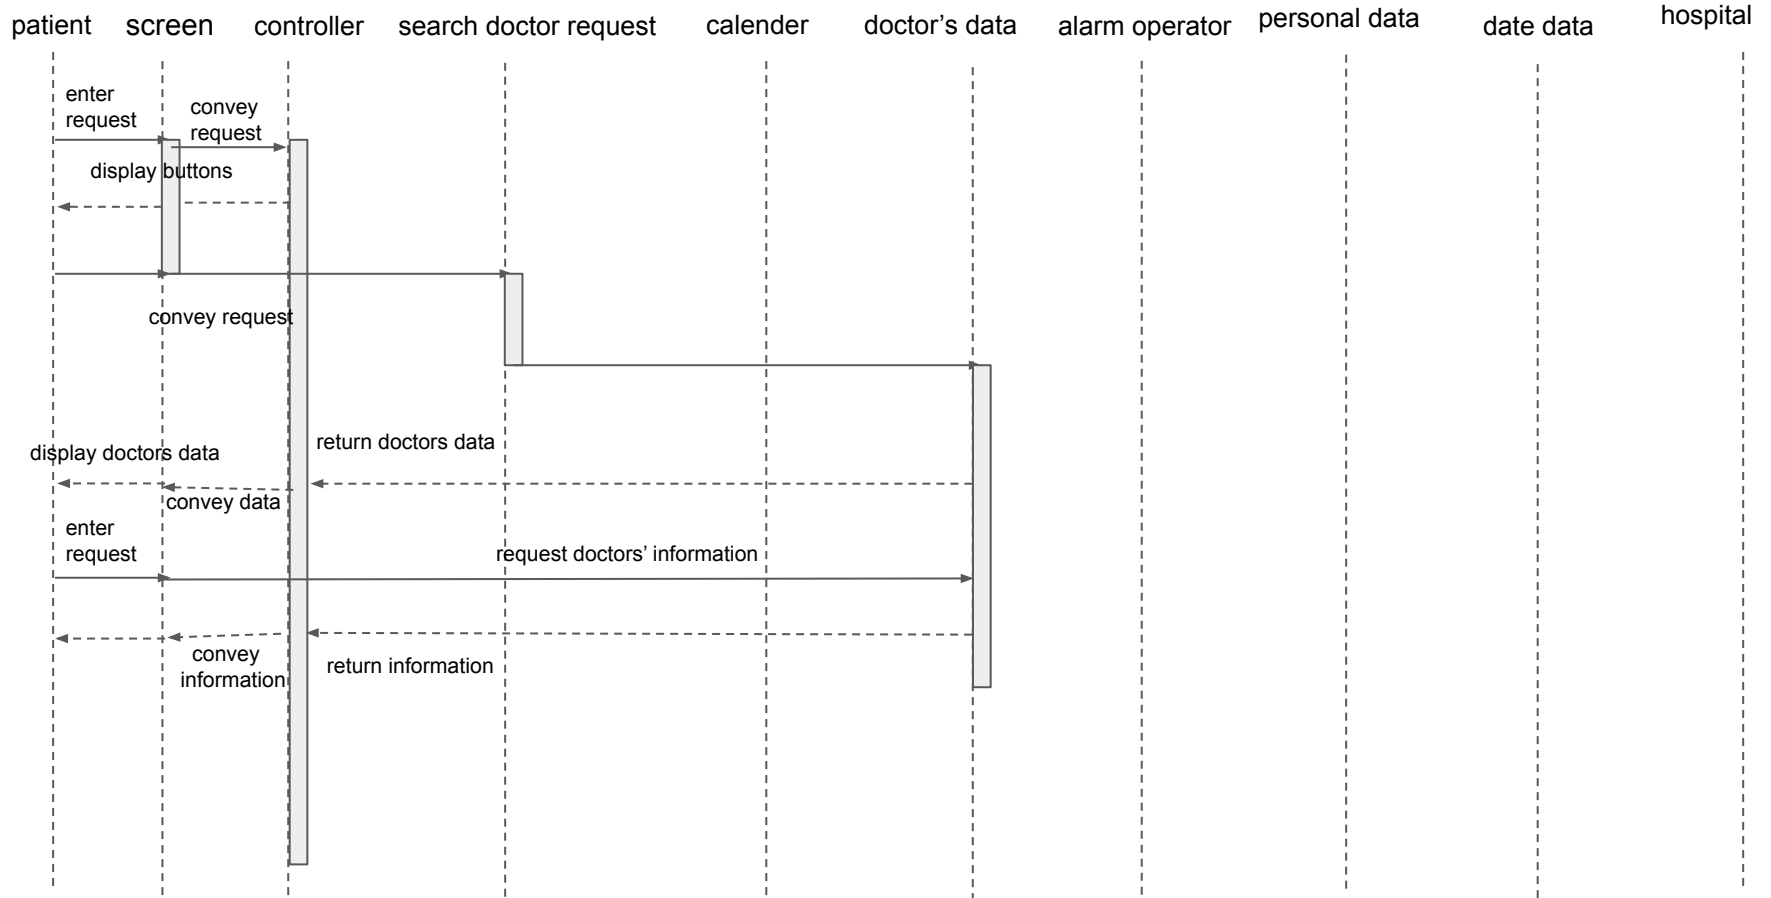 patient
screen
controller
search doctor request
calender
doctor’s data
alarm operator
personal data
date data
hospital
enter
request
convey
request
display buttons
convey request
return doctors data
display doctors data
convey data
enter
request
request doctors’ information
convey
information
return information